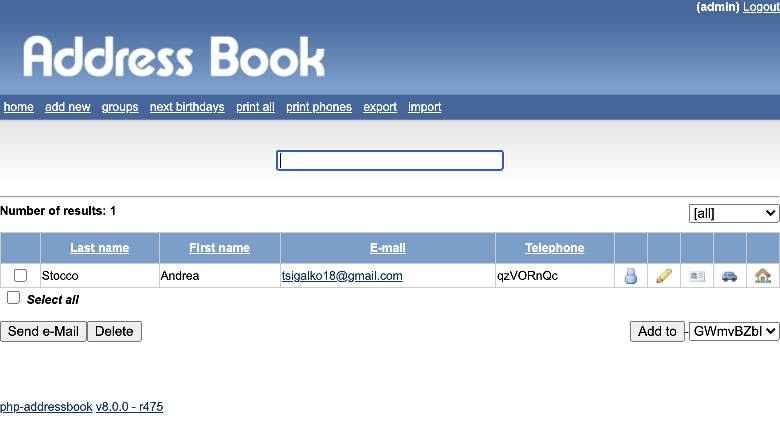 (admin) Logout
Address Book
home add new groups next birthdays print all print phones export import
Number of results: 1
[all]
Last name First name E-mail Telephone
Stocco Andrea tsigalko18@gmail.com qzVORnQc
Select all
Send e-Mail Delete Add to - GWmvBZbI
php-addressbook v8.0.0 - r475